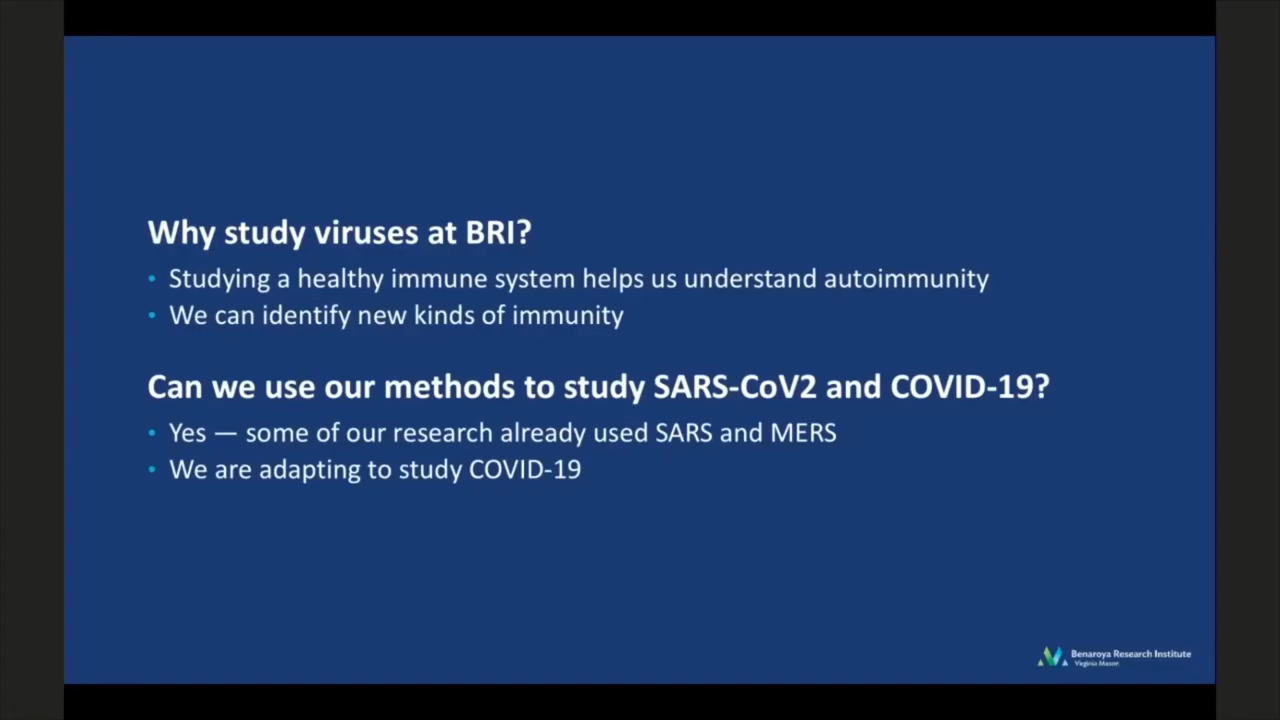 Why study viruses at BRI?
• Studying a healthy immune system helps us understand autoimmunity
• We can identify new kinds of immunity
Can we use our methods to study SARS-CoV2 and COVID-19?
• Yes — some of our research already used SARS and MERS
• We are adapting to study COVID-19
Benaroya Research Institute
Virginia Mason